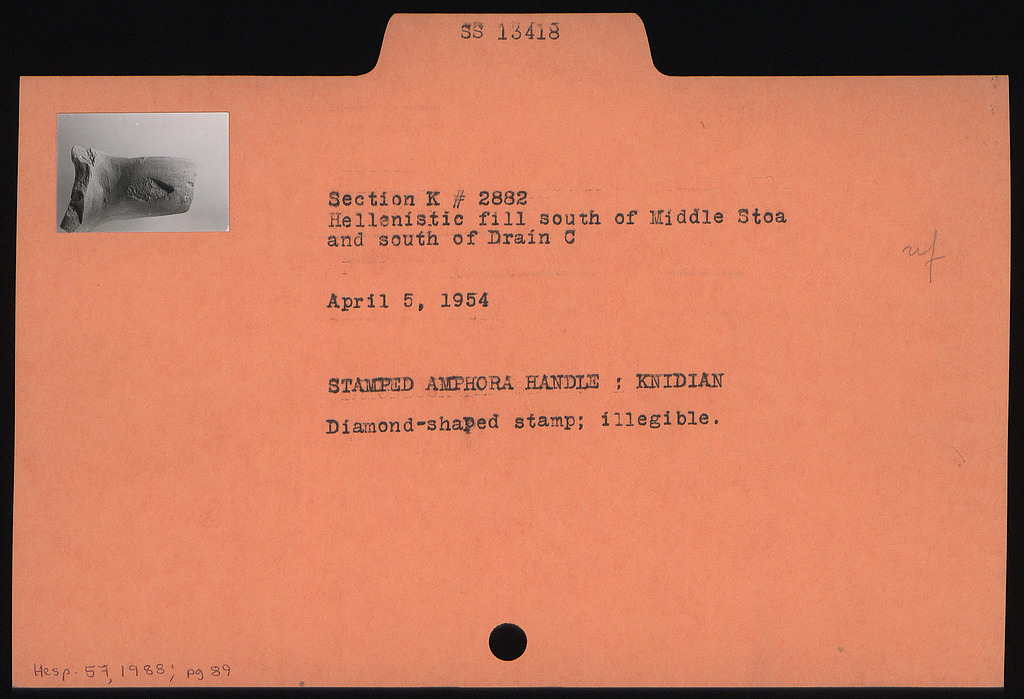 SS 13418
Section K # 2882
Hellenistic fill south of Middle Stoa
and south of Drain C
April 5, 1954
STAMPED AMPHORA HANDLE : KNIDIAN
Diamond-shaped stamp; illegible.
Hesp. 57, 1988; pg 89